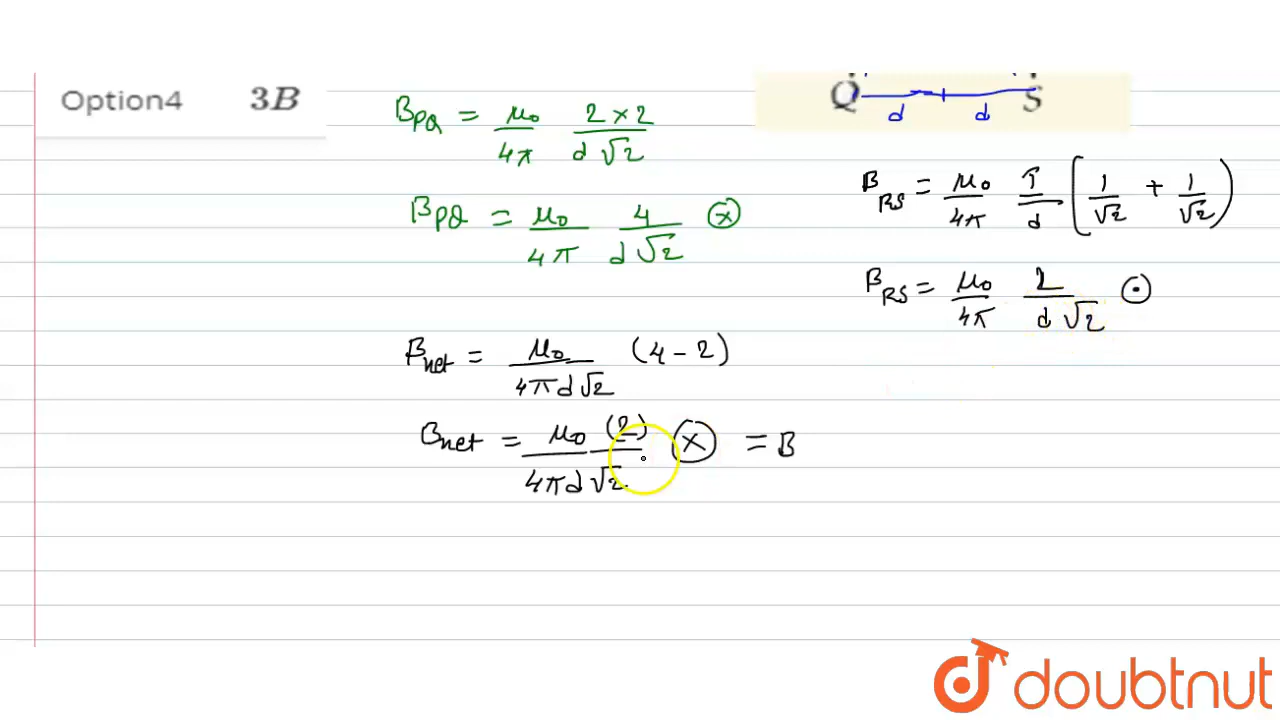 Option4 3B
B_PQ = μ₀/4π 2×2/d√2
B_PQ = μ₀/4π 4/d√2 ⊗
B_net = μ₀/4πd√2 (4-2)
B_net = μ₀(2)/4πd√2 ⊗ = B
Q S
d d
B_RS = μ₀/4π I/d [1/√2 + 1/√2)
B_RS = μ₀/4π 2/d√2 ⊙
doubtnut